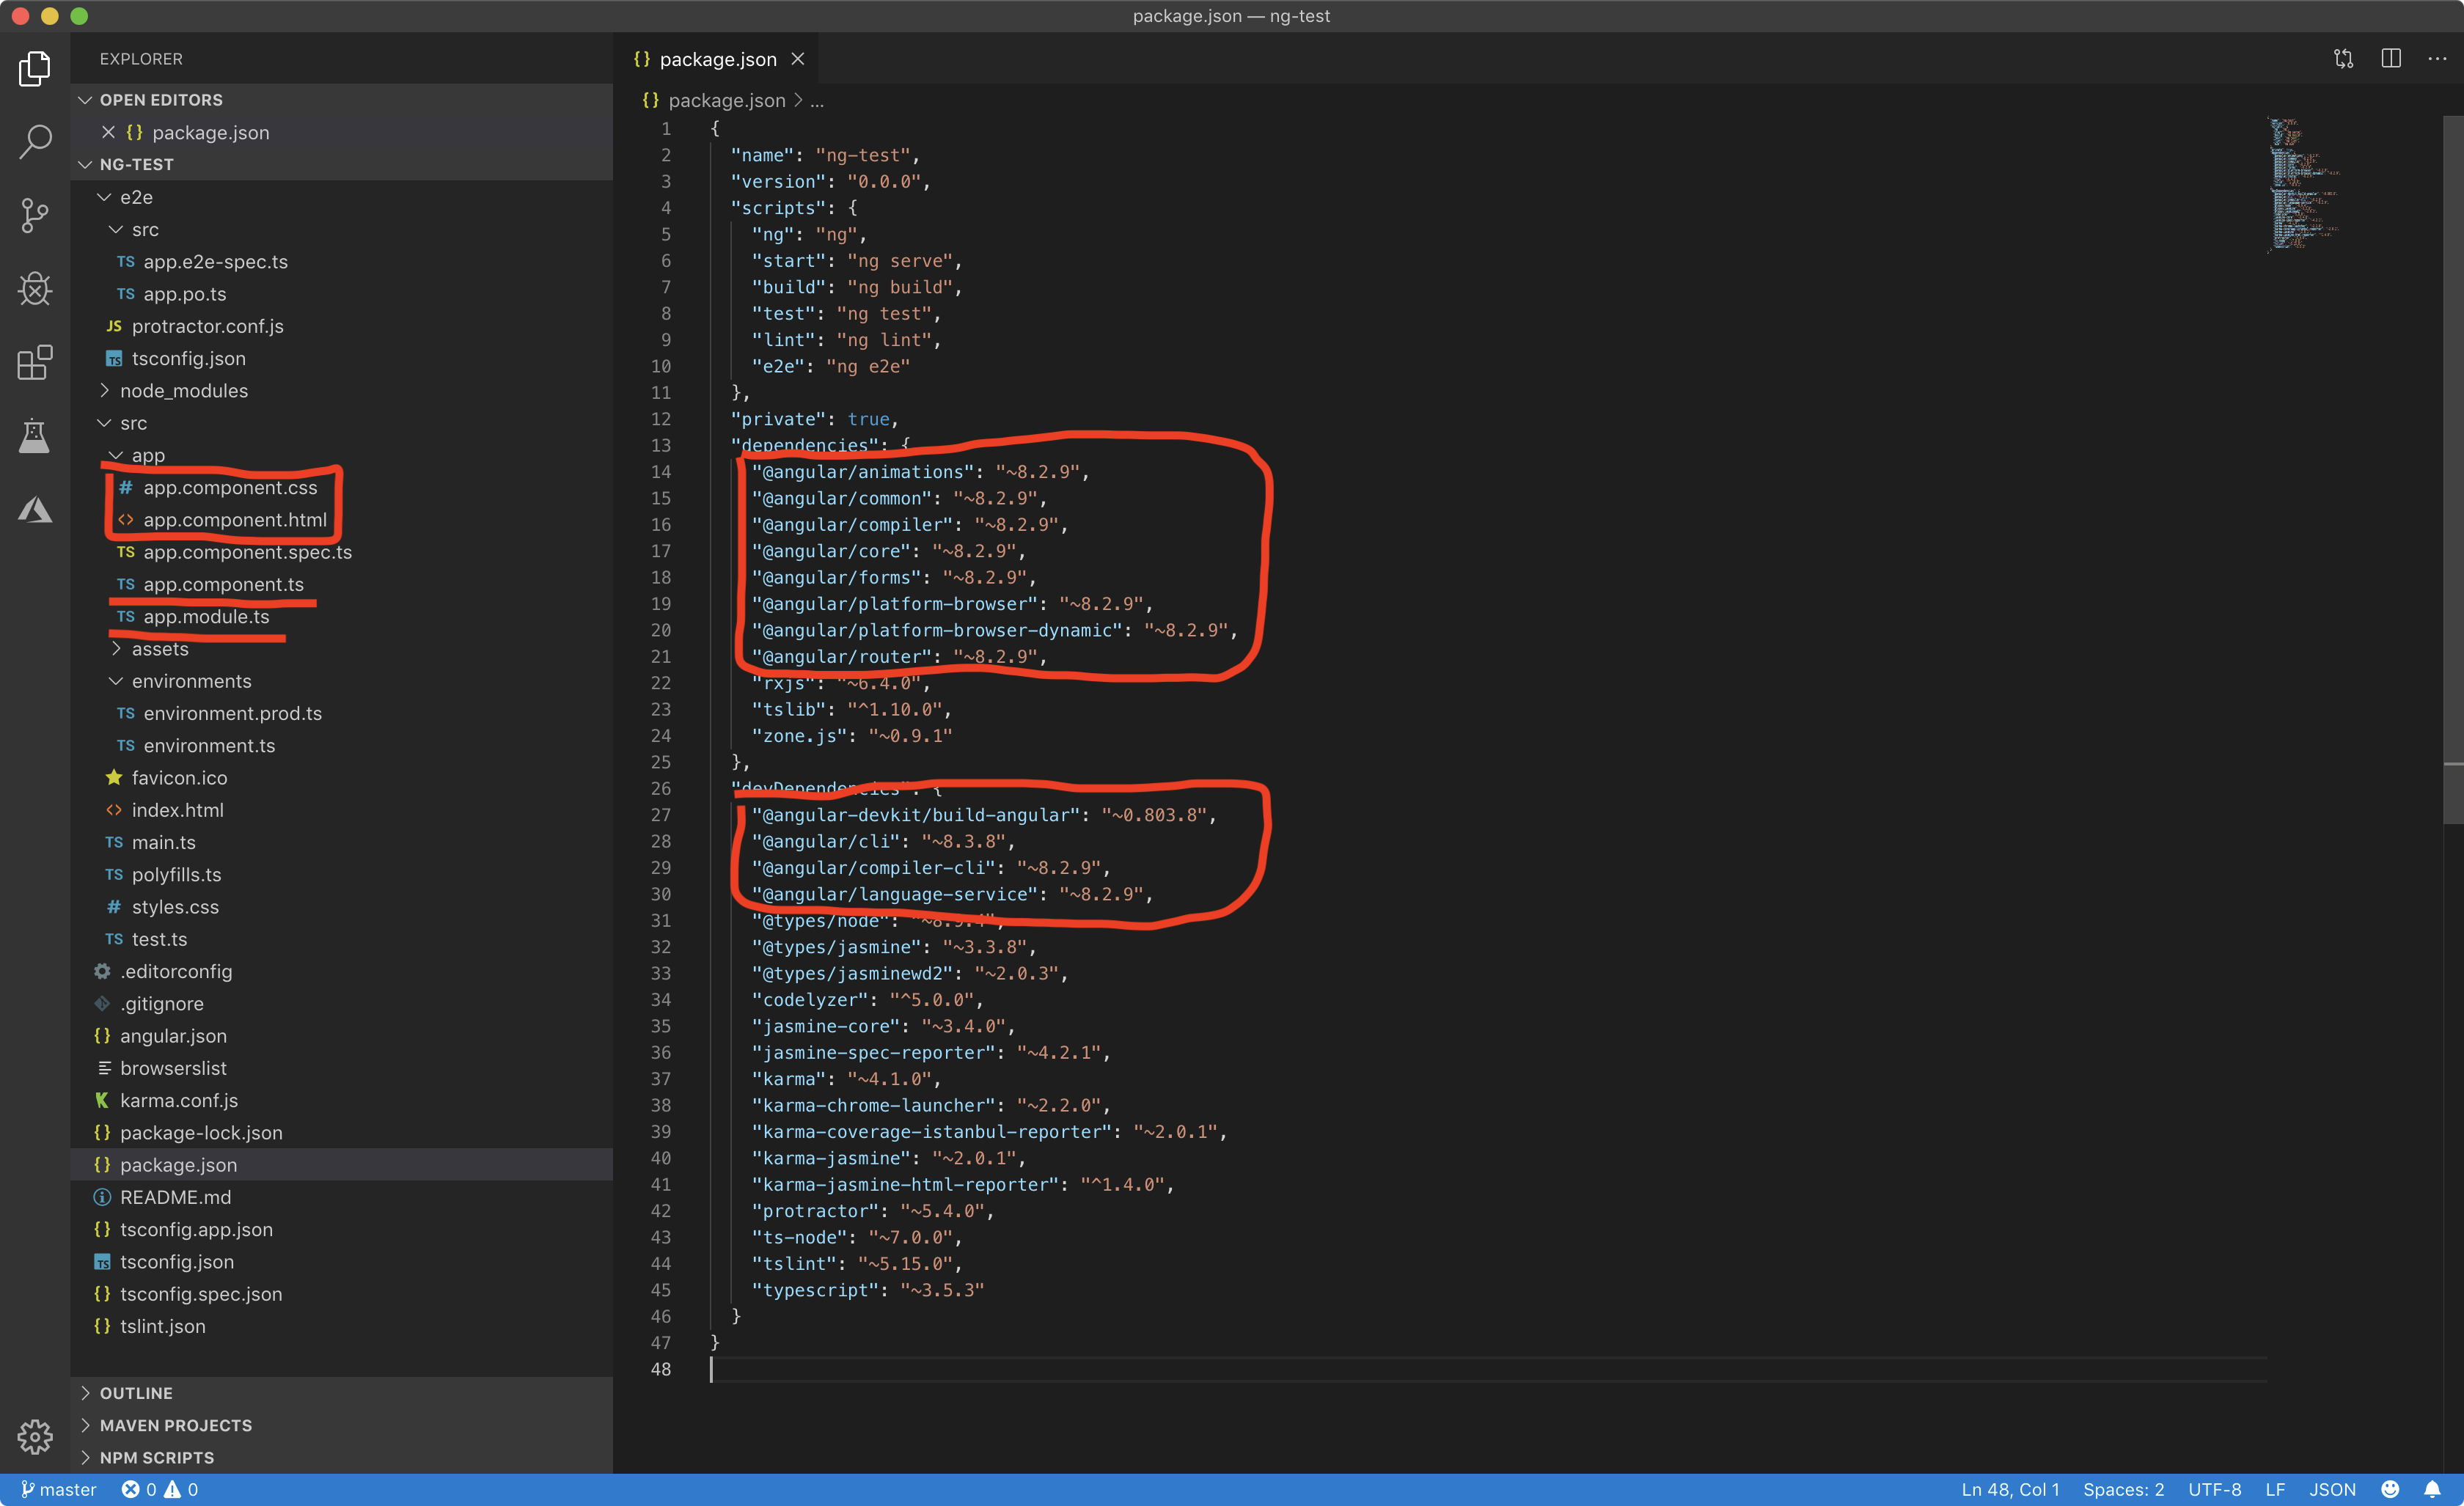 package.json — ng-test
EXPLORER
OPEN EDITORS
package.json
NG-TEST
e2e
src
TS app.e2e-spec.ts
TS app.po.ts
JS protractor.conf.js
TS tsconfig.json
node_modules
src
app
# app.component.css
<> app.component.html
TS app.component.spec.ts
TS app.component.ts
TS app.module.ts
assets
environments
TS environment.prod.ts
TS environment.ts
favicon.ico
<> index.html
TS main.ts
TS polyfills.ts
# styles.css
TS test.ts
.editorconfig
.gitignore
{} angular.json
browserslist
karma.conf.js
{} package-lock.json
{} package.json
README.md
{} tsconfig.app.json
TS tsconfig.json
{} tsconfig.spec.json
{} tslint.json
OUTLINE
MAVEN PROJECTS
NPM SCRIPTS
{} package.json
{} package.json > ...
1 {
2 "name": "ng-test",
3 "version": "0.0.0",
4 "scripts": {
5 "ng": "ng",
6 "start": "ng serve",
7 "build": "ng build",
8 "test": "ng test",
9 "lint": "ng lint",
10 "e2e": "ng e2e"
11 },
12 "private": true,
13 "dependencies": {
14 "@angular/animations": "~8.2.9",
15 "@angular/common": "~8.2.9",
16 "@angular/compiler": "~8.2.9",
17 "@angular/core": "~8.2.9",
18 "@angular/forms": "~8.2.9",
19 "@angular/platform-browser": "~8.2.9",
20 "@angular/platform-browser-dynamic": "~8.2.9",
21 "@angular/router": "~8.2.9",
22 "rxjs": "~6.4.0",
23 "tslib": "^1.10.0",
24 "zone.js": "~0.9.1"
25 },
26 "devDependencies": {
27 "@angular-devkit/build-angular": "~0.803.8",
28 "@angular/cli": "~8.3.8",
29 "@angular/compiler-cli": "~8.2.9",
30 "@angular/language-service": "~8.2.9",
31 "@types/node": "~8.9.4",
32 "@types/jasmine": "~3.3.8",
33 "@types/jasminewd2": "~2.0.3",
34 "codelyzer": "^5.0.0",
35 "jasmine-core": "~3.4.0",
36 "jasmine-spec-reporter": "~4.2.1",
37 "karma": "~4.1.0",
38 "karma-chrome-launcher": "~2.2.0",
39 "karma-coverage-istanbul-reporter": "~2.0.1",
40 "karma-jasmine": "~2.0.1",
41 "karma-jasmine-html-reporter": "^1.4.0",
42 "protractor": "~5.4.0",
43 "ts-node": "~7.0.0",
44 "tslint": "~5.15.0",
45 "typescript": "~3.5.3"
46 }
47 }
48
master 0 0 Ln 48, Col 1 Spaces: 2 UTF-8 LF JSON